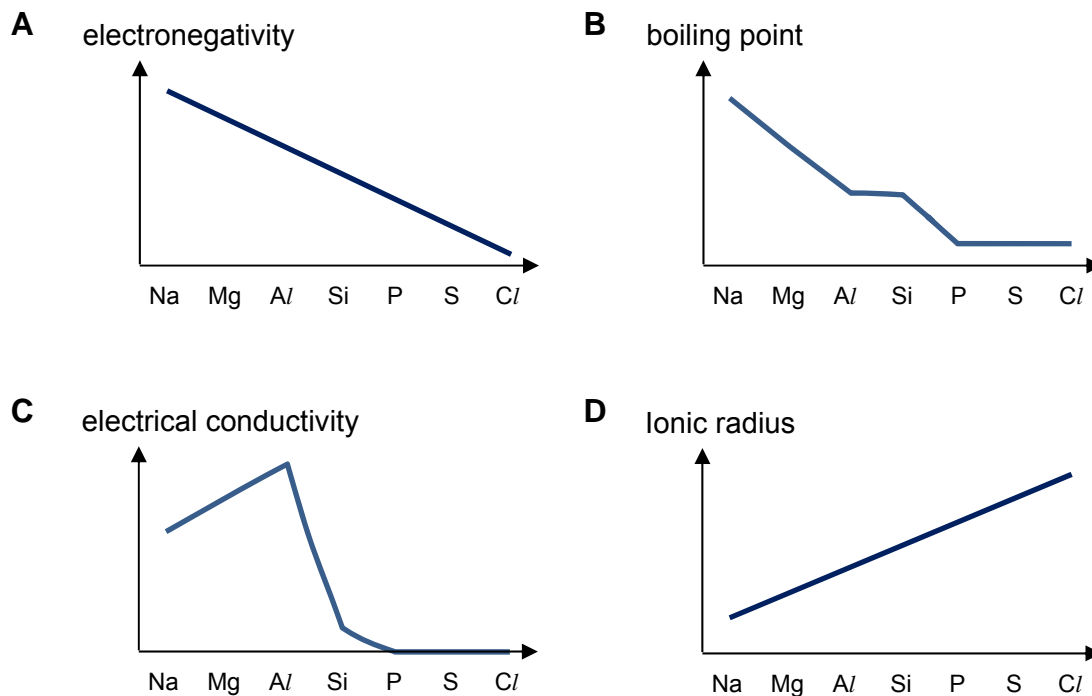 A electronegativity
Na Mg Al Si P S Cl
B boiling point
Na Mg Al Si P S Cl
C electrical conductivity
Na Mg Al Si P S Cl
D Ionic radius
Na Mg Al Si P S Cl